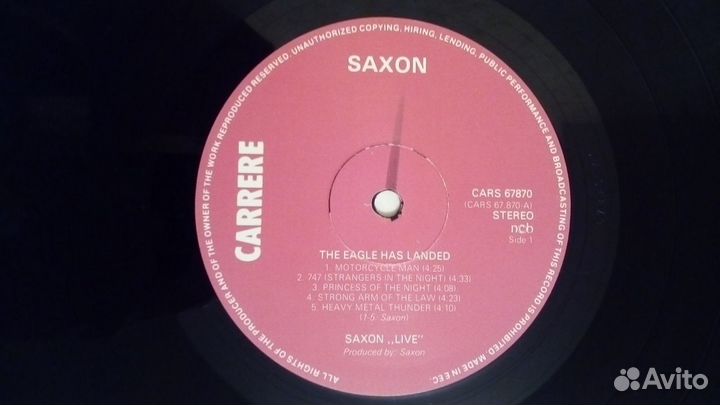 ALL RIGHTS OF THE PRODUCER AND OF THE OWNER OF THE WORK REPRODUCED RESERVED. UNAUTHORIZED COPYING, HIRING, LENDING, PUBLIC PERFORMANCE AND BROADCASTING OF THIS RECORD IS PROHIBITED. MADE IN EEC.
SAXON
CARRERE
CARS 67870
(CARS 67.870-A)
STEREO
ncb
Side 1
THE EAGLE HAS LANDED
1. MOTORCYCLE MAN (4:25)
2. 747 (STRANGERS IN THE NIGHT) (4:33)
3. PRINCESS OF THE NIGHT (4:08)
4. STRONG ARM OF THE LAW (4:23)
5. HEAVY METAL THUNDER (4:10)
(1-5: Saxon)
SAXON ,,LIVE"
Produced by: Saxon
Avito